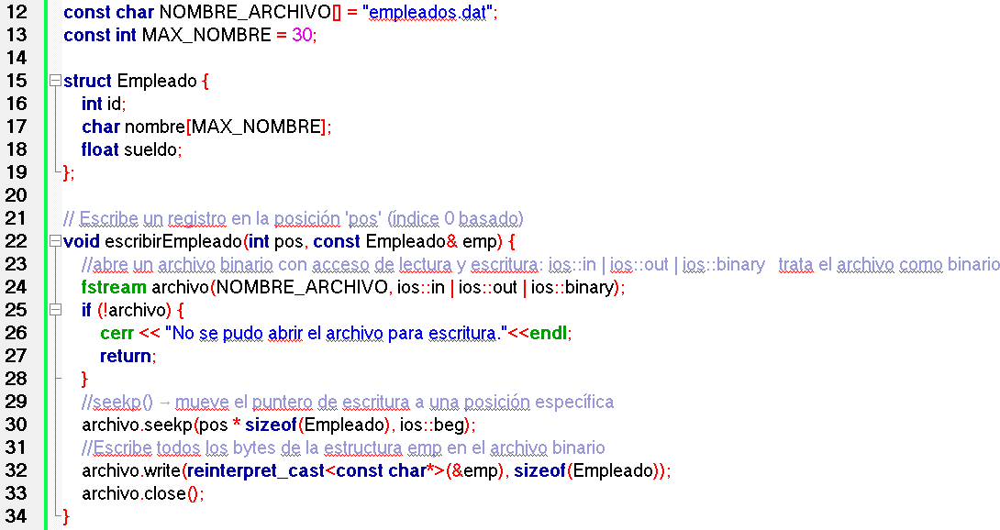 12 const char NOMBRE_ARCHIVO[] = "empleados.dat";
13 const int MAX_NOMBRE = 30;
14
15 struct Empleado {
16 int id;
17 char nombre[MAX_NOMBRE];
18 float sueldo;
19 };
20
21 // Escribe un registro en la posición 'pos' (índice 0 basado)
22 void escribirEmpleado(int pos, const Empleado& emp) {
23 //abre un archivo binario con acceso de lectura y escritura: ios::in | ios::out | ios::binary trata el archivo como binario
24 fstream archivo(NOMBRE_ARCHIVO, ios::in | ios::out | ios::binary);
25 if (!archivo) {
26 cerr << "No se pudo abrir el archivo para escritura."<<endl;
27 return;
28 }
29 //seekp() → mueve el puntero de escritura a una posición específica
30 archivo.seekp(pos * sizeof(Empleado), ios::beg);
31 //Escribe todos los bytes de la estructura emp en el archivo binario
32 archivo.write(reinterpret_cast<const char*>(&emp), sizeof(Empleado));
33 archivo.close();
34 }